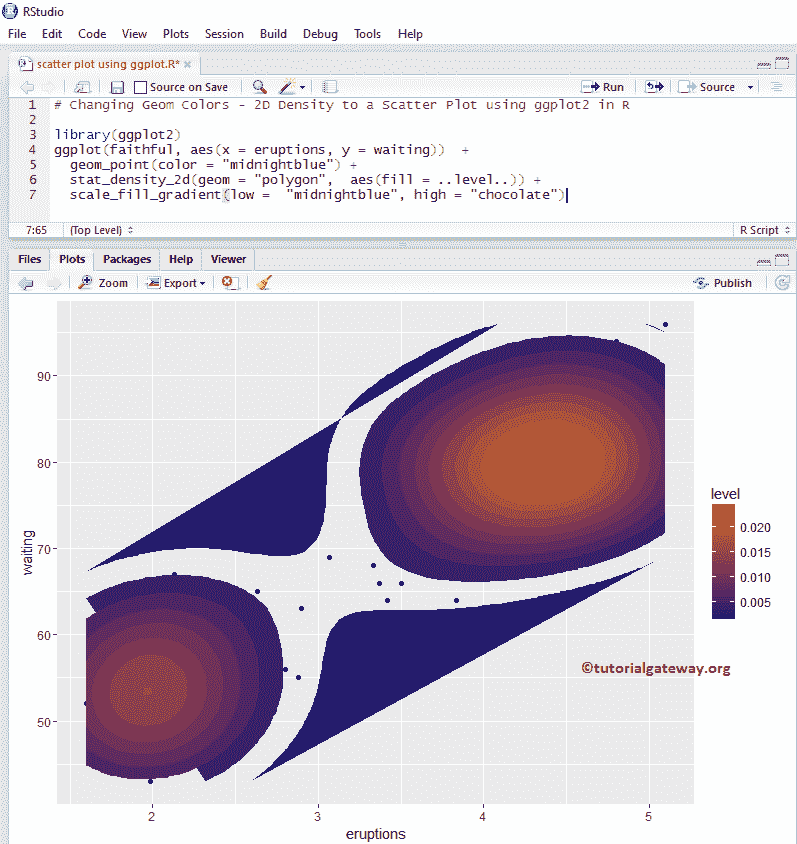 RStudio
File Edit Code View Plots Session Build Debug Tools Help
scatter plot using ggplot.R*
Source on Save Run Source
1 # Changing Geom Colors - 2D Density to a Scatter Plot using ggplot2 in R
2
3 library(ggplot2)
4 ggplot(faithful, aes(x = eruptions, y = waiting)) +
5 geom_point(color = "midnightblue") +
6 stat_density_2d(geom = "polygon", aes(fill = ..level..)) +
7 scale_fill_gradient(low = "midnightblue", high = "chocolate")
7:65 (Top Level) R Script
Files Plots Packages Help Viewer
Zoom Export Publish
90
80
70
60
50
waiting
2 3 4 5
eruptions
level
0.020
0.015
0.010
0.005
©tutorialgateway.org